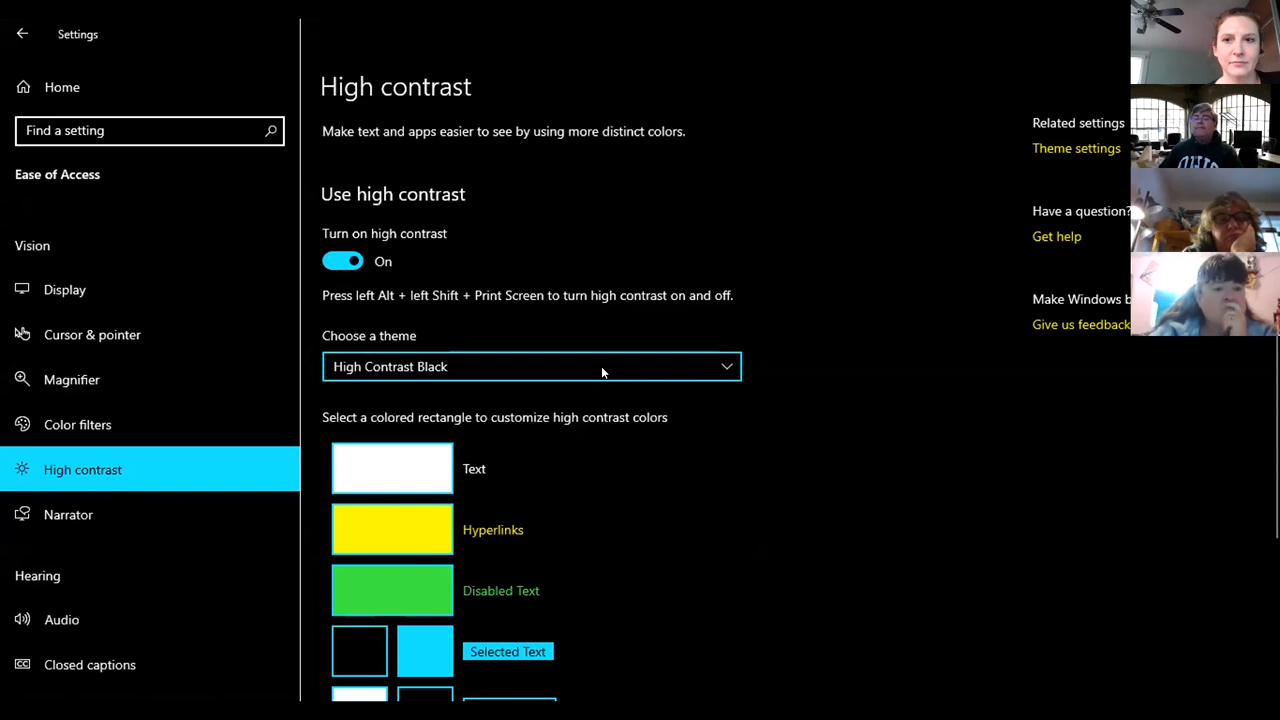 Settings
Home
Find a setting
Ease of Access
Vision
Display
Cursor & pointer
Magnifier
Color filters
High contrast
Narrator
Hearing
Audio
Closed captions
High contrast
Make text and apps easier to see by using more distinct colors.
Use high contrast
Turn on high contrast
On
Press left Alt + left Shift + Print Screen to turn high contrast on and off.
Choose a theme
High Contrast Black
Select a colored rectangle to customize high contrast colors
Text
Hyperlinks
Disabled Text
Selected Text
Related settings
Theme settings
Have a question?
Get help
Make Windows b
Give us feedback
OHIO